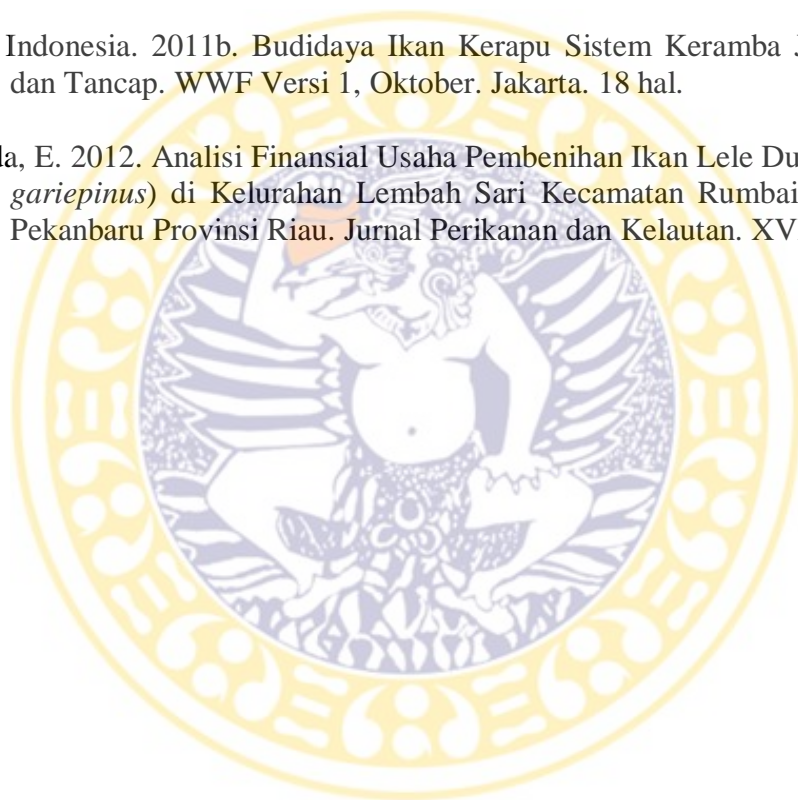 Indonesia. 2011b. Budidaya Ikan Kerapu Sistem Keramba
dan Tancap. WWF Versi 1, Oktober. Jakarta. 18 hal.
E. 2012. Analisi Finansial Usaha Pembenihan Ikan Lele
gariepinus) di Kelurahan Lembah Sari Kecamatan Rumbai
Pekanbaru Provinsi Riau. Jurnal Perikanan dan Kelautan. XV